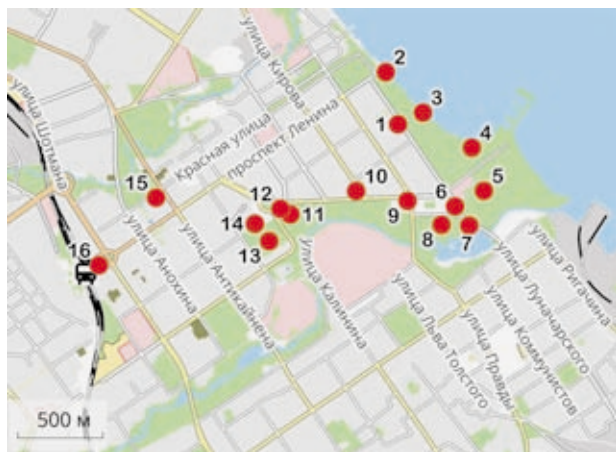 улица Шотмана
улица Кирова
Красная улица
проспект Ленина
улица Анохина
улица Антикайнена
улица Калинина
улица Льва Толстого
улица Правды
улица Коммунистов
улица Луначарского
улица Ригачина
2
3
1
4
5
10
6
15
12
9
14
11
8
7
13
16
500 м